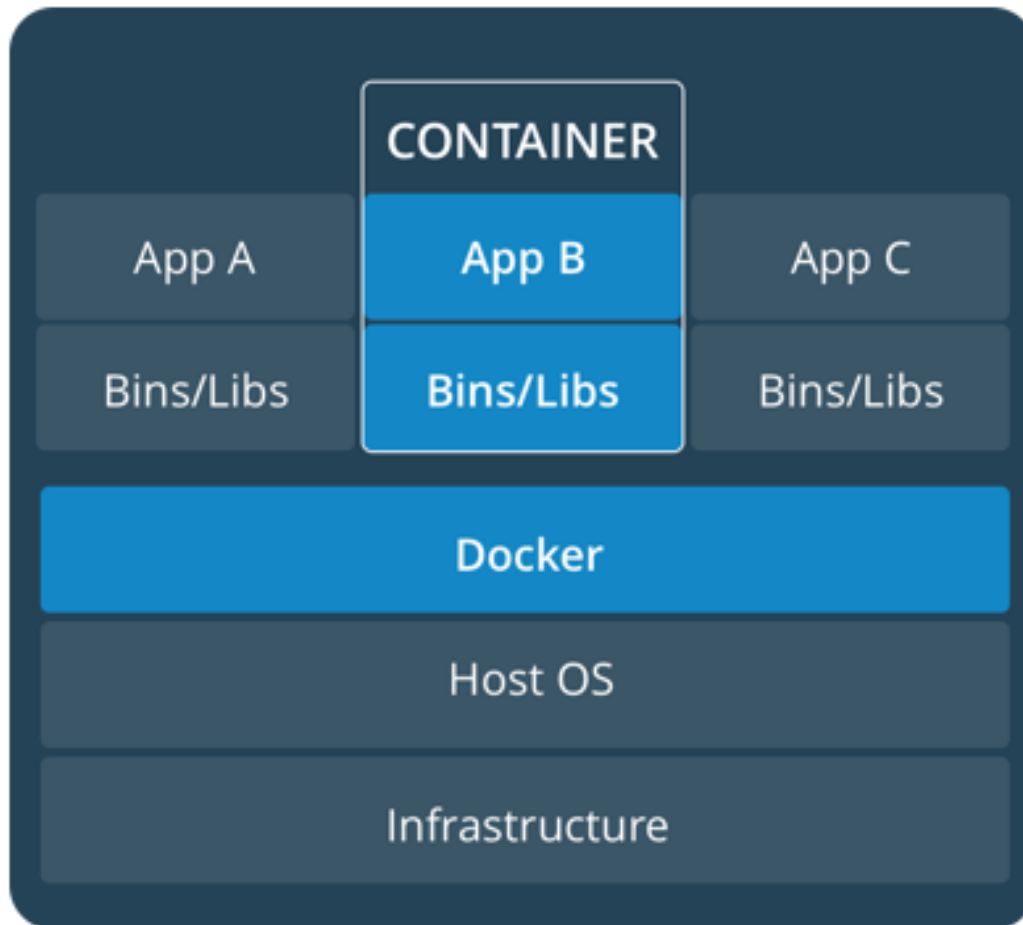 CONTAINER
App A
App B
App C
Bins/Libs
Bins/Libs
Bins/Libs
Docker
Host OS
Infrastructure